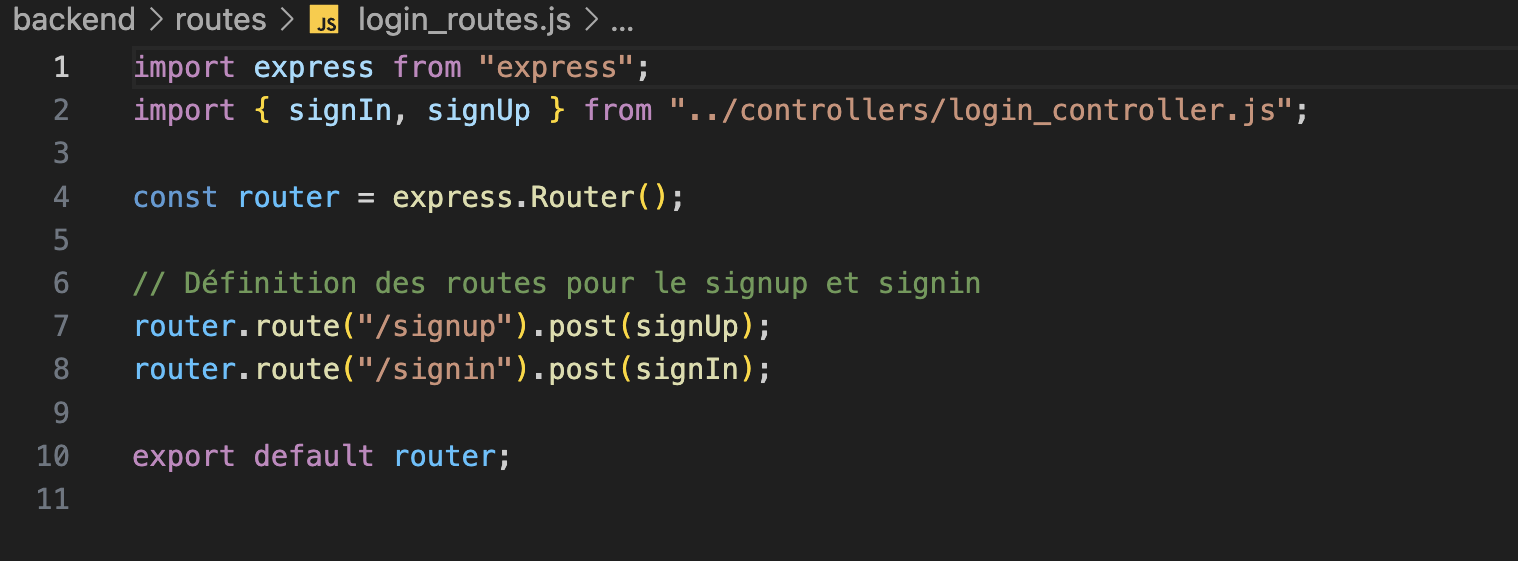 backend > routes > JS login_routes.js > ...
1 import express from "express";
2 import { signIn, signUp } from "../controllers/login_controller.js";
3
4 const router = express.Router();
5
6 // Définition des routes pour le signup et signin
7 router.route("/signup").post(signUp);
8 router.route("/signin").post(signIn);
9
10 export default router;
11